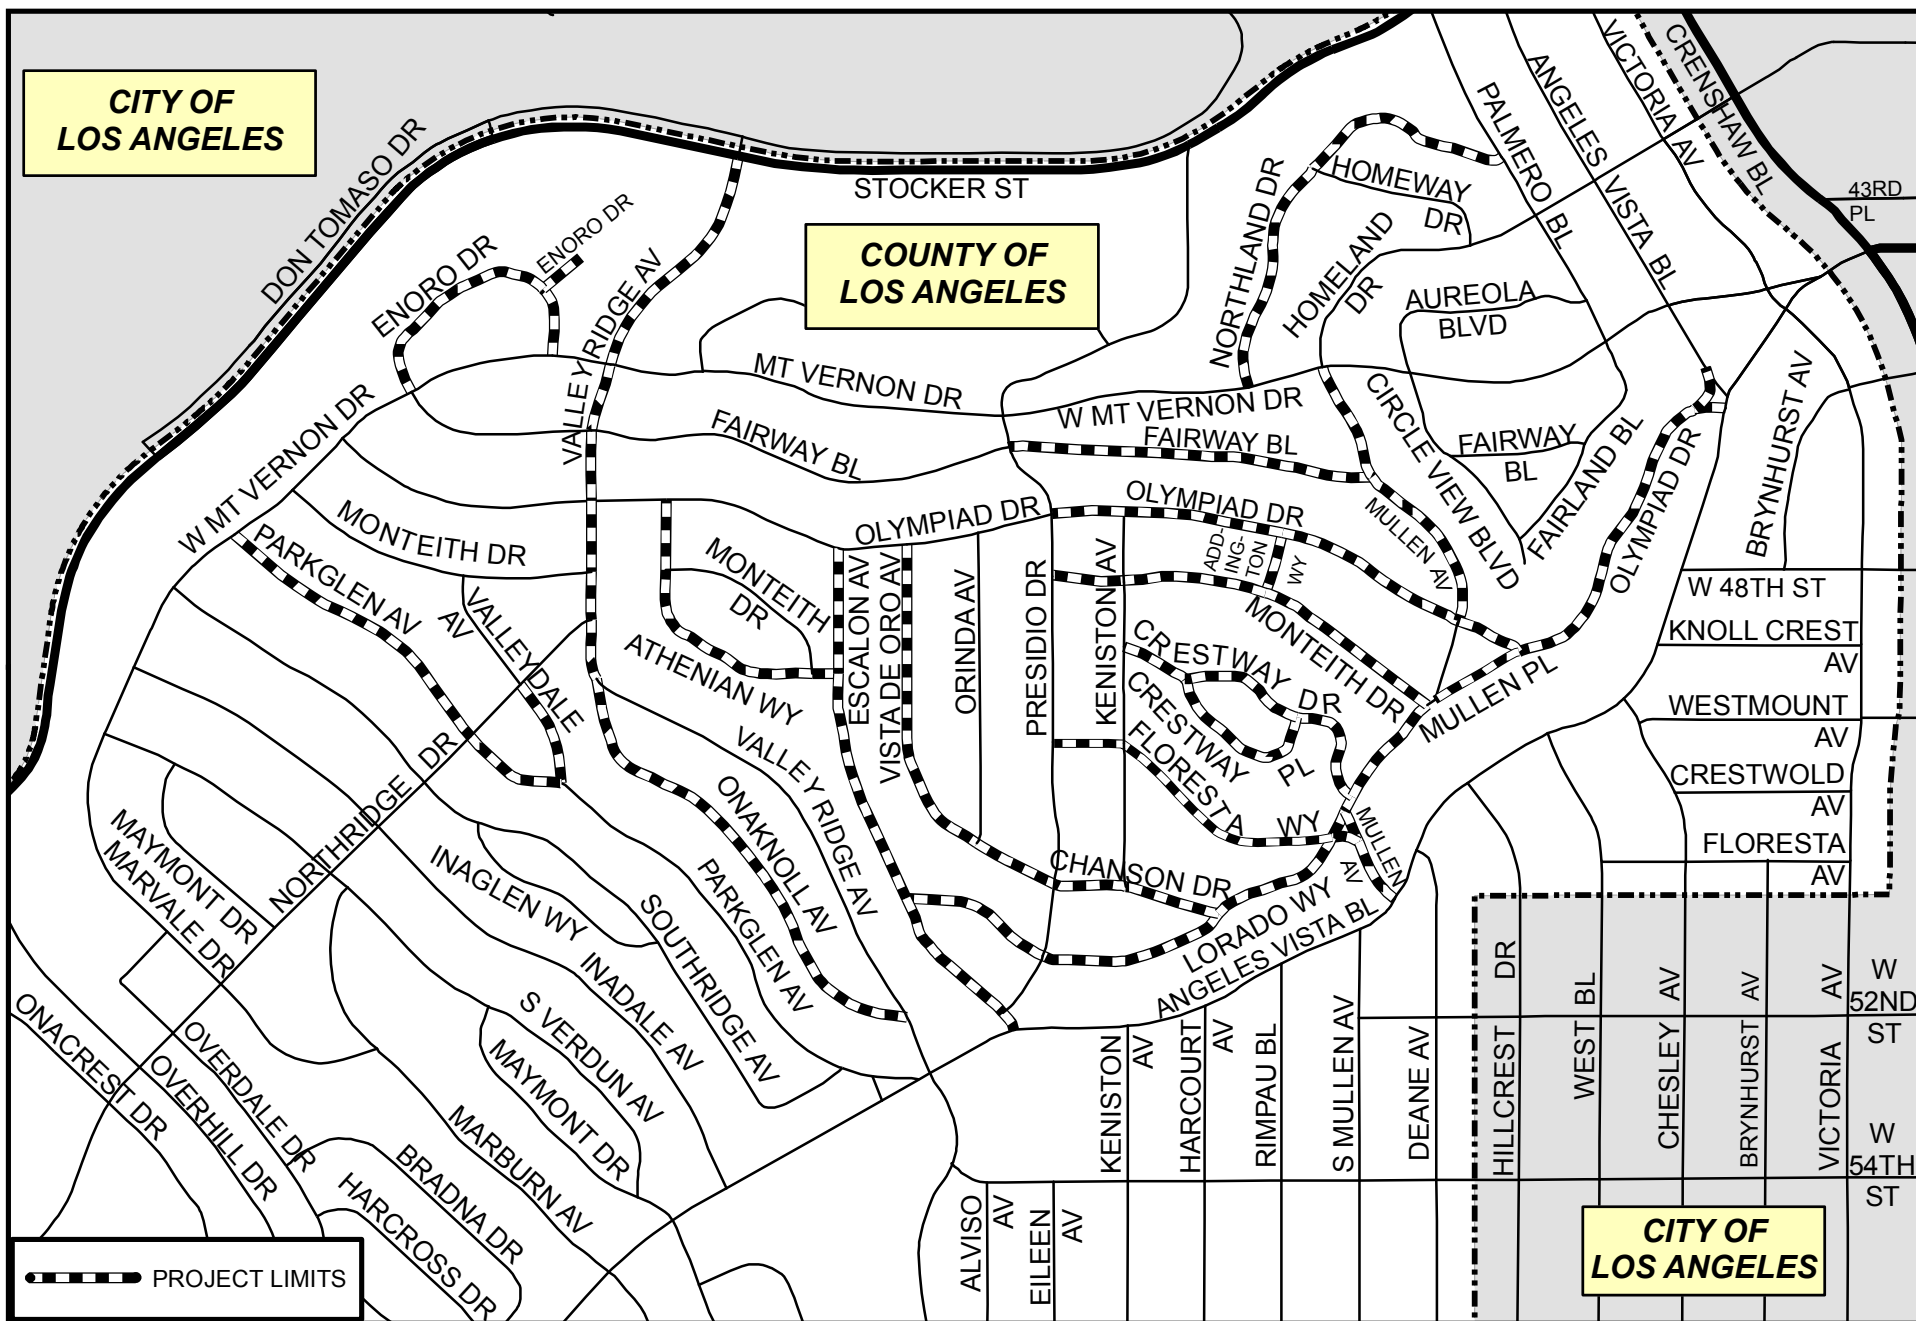 CITY OF
LOS ANGELES
DON TOMASO DR
STOCKER ST
COUNTY OF
LOS ANGELES
ENORO DR
ENORO DR
VALLEY RIDGE AV
NORTHLAND DR
HOMEWAY
DR
HOMELAND
DR
PALMERO BL
ANGELES
VISTA BL
VICTORIA AV
CRENSHAW BL
43RD
PL
AUREOLA
BLVD
MT VERNON DR
W MT VERNON DR
W MT VERNON DR
FAIRWAY BL
FAIRWAY BL
CIRCLE VIEW BLVD
FAIRWAY
BL
FAIRLAND BL
OLYMPIAD DR
BRYNHURST AV
OLYMPIAD DR
OLYMPIAD DR
MULLEN AV
ADD-
ING-
TON
WY
MONTEITH DR
PARKGLEN AV
VALLEYDALE
AV
MONTEITH
DR
ATHENIAN WY
ESCALON AV
VISTA DE ORO AV
ORINDA AV
PRESIDIO DR
KENISTON AV
MONTEITH DR
CRESTWAY DR
CRESTWAY
PL
FLORESTA WY
MULLEN PL
MULLEN
AV
W 48TH ST
KNOLL CREST
AV
WESTMOUNT
AV
CRESTWOLD
AV
FLORESTA
AV
NORTHRIDGE DR
MAYMONT DR
MARVALE DR
INAGLEN WY
VALLEY RIDGE AV
ONAKNOLL AV
PARKGLEN AV
SOUTHRIDGE AV
INADALE AV
S VERDUN AV
MAYMONT DR
CHANSON DR
LORADO WY
ANGELES VISTA BL
ONACREST DR
OVERDALE DR
OVERHILL DR
MARBURN AV
BRADNA DR
HARCROSS DR
KENISTON
AV
HARCOURT
AV
RIMPAU BL
S MULLEN AV
DEANE AV
HILLCREST DR
WEST BL
CHESLEY AV
BRYNHURST AV
VICTORIA AV
W
52ND
ST
W
54TH
ST
ALVISO
AV
EILEEN
AV
CITY OF
LOS ANGELES
PROJECT LIMITS